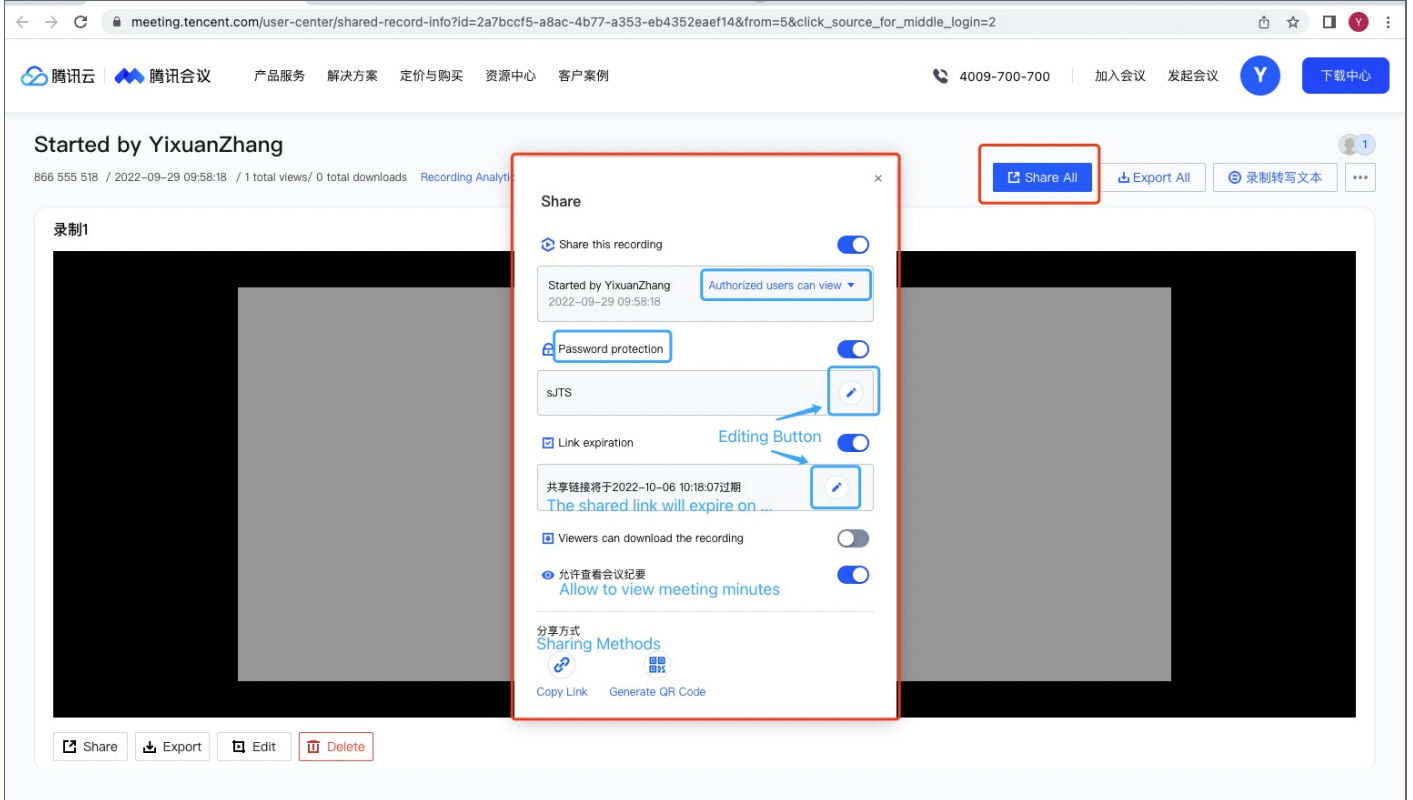 meeting.tencent.com/user-center/shared-record-info?id=2a7bccf5-a8ac-4b77-a353-eb4352eaef14&from=5&click_source_for_middle_login=2
Y
腾讯云 腾讯会议 产品服务 解决方案 定价与购买 资源中心 客户案例 4009-700-700 加入会议 发起会议 Y 下载中心
Started by YixuanZhang
1
866 555 518 / 2022-09-29 09:58:18 / 1 total views/ 0 total downloads Recording Analyti
Share All Export All 录制转写文本
录制1
Share
Share this recording
Started by YixuanZhang Authorized users can view
2022-09-29 09:58:18
Password protection
sJTS
Editing Button
Link expiration
共享链接将于2022-10-06 10:18:07过期
The shared link will expire on ...
Viewers can download the recording
允许查看会议纪要
Allow to view meeting minutes
分享方式
Sharing Methods
Copy Link Generate QR Code
Share Export Edit Delete